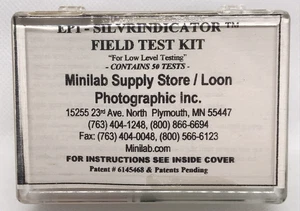 EPI - SILVRINDICATOR ™
FIELD TEST KIT
"For Low Level Testing"
- CONTAINS 50 TESTS -
Minilab Supply Store / Loon
Photographic Inc.
15255 23rd Ave. North Plymouth, MN 55447
(763) 404-1248, (800) 866-6694
Fax: (763) 404-0048, (800) 566-6123
Minilab.com
FOR INSTRUCTIONS SEE INSIDE COVER
Patent # 6145468 & Patents Pending